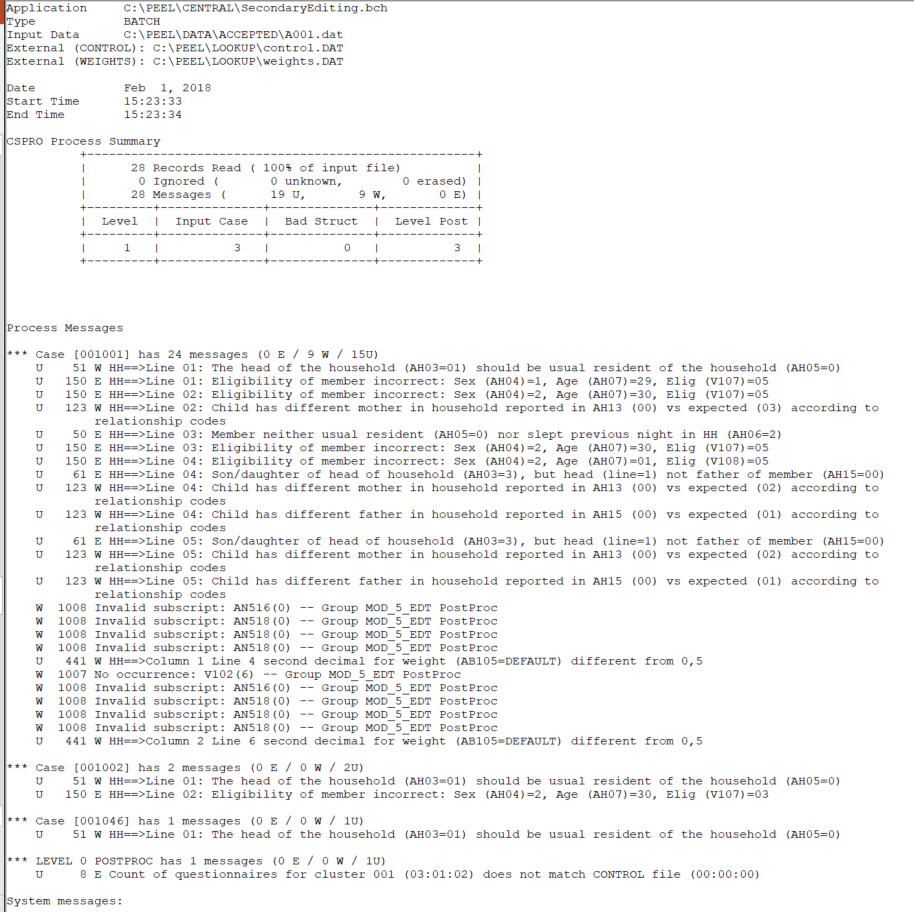 Application     C:\PEEL\CENTRAL\SecondaryEditing.bch
Type            BATCH
Input Data      C:\PEEL\DATA\ACCEPTED\A001.dat
External (CONTROL): C:\PEEL\LOOKUP\control.DAT
External (WEIGHTS): C:\PEEL\LOOKUP\weights.DAT
Date            Feb  1, 2018
Start Time      15:23:33
End Time        15:23:34
CSPRO Process Summary
| 28 Records Read ( 100% of input file) |
| 0 Ignored ( 0 unknown, 0 erased) |
| 28 Messages ( 19 U, 9 W, 0 E) |
| Level | Input Case | Bad Struct | Level Post |
| 1 | 3 | 0 | 3 |
Process Messages
*** Case [001001] has 24 messages (0 E / 9 W / 15U)
U 51 W HH==>Line 01: The head of the household (AH03=01) should be usual resident of the household (AH05=0)
U 150 E HH==>Line 01: Eligibility of member incorrect: Sex (AH04)=1, Age (AH07)=29, Elig (V107)=05
U 150 E HH==>Line 02: Eligibility of member incorrect: Sex (AH04)=2, Age (AH07)=30, Elig (V107)=05
U 123 W HH==>Line 02: Child has different mother in household reported in AH13 (00) vs expected (03) according to
relationship codes
U 50 E HH==>Line 03: Member neither usual resident (AH05=0) nor slept previous night in HH (AH06=2)
U 150 E HH==>Line 03: Eligibility of member incorrect: Sex (AH04)=2, Age (AH07)=30, Elig (V107)=05
U 150 E HH==>Line 04: Eligibility of member incorrect: Sex (AH04)=2, Age (AH07)=01, Elig (V108)=05
U 61 E HH==>Line 04: Son/daughter of head of household (AH03=3), but head (line=1) not father of member (AH15=00)
U 123 W HH==>Line 04: Child has different mother in household reported in AH13 (00) vs expected (02) according to
relationship codes
U 123 W HH==>Line 04: Child has different father in household reported in AH15 (00) vs expected (01) according to
relationship codes
U 61 E HH==>Line 05: Son/daughter of head of household (AH03=3), but head (line=1) not father of member (AH15=00)
U 123 W HH==>Line 05: Child has different mother in household reported in AH13 (00) vs expected (02) according to
relationship codes
U 123 W HH==>Line 05: Child has different father in household reported in AH15 (00) vs expected (01) according to
relationship codes
W 1008 Invalid subscript: AN516(0) -- Group MOD_5_EDT PostProc
W 1008 Invalid subscript: AN518(0) -- Group MOD_5_EDT PostProc
W 1008 Invalid subscript: AN518(0) -- Group MOD_5_EDT PostProc
W 1008 Invalid subscript: AN518(0) -- Group MOD_5_EDT PostProc
U 441 W HH==>Column 1 Line 4 second decimal for weight (AB105=DEFAULT) different from 0,5
W 1007 No occurrence: V102(6) -- Group MOD_5_EDT PostProc
W 1008 Invalid subscript: AN516(0) -- Group MOD_5_EDT PostProc
W 1008 Invalid subscript: AN518(0) -- Group MOD_5_EDT PostProc
W 1008 Invalid subscript: AN518(0) -- Group MOD_5_EDT PostProc
W 1008 Invalid subscript: AN518(0) -- Group MOD_5_EDT PostProc
U 441 W HH==>Column 2 Line 6 second decimal for weight (AB105=DEFAULT) different from 0,5
*** Case [001002] has 2 messages (0 E / 0 W / 2U)
U 51 W HH==>Line 01: The head of the household (AH03=01) should be usual resident of the household (AH05=0)
U 150 E HH==>Line 02: Eligibility of member incorrect: Sex (AH04)=2, Age (AH07)=30, Elig (V107)=03
*** Case [001046] has 1 messages (0 E / 0 W / 1U)
U 51 W HH==>Line 01: The head of the household (AH03=01) should be usual resident of the household (AH05=0)
*** LEVEL 0 POSTPROC has 1 messages (0 E / 0 W / 1U)
U 8 E Count of questionnaires for cluster 001 (03:01:02) does not match CONTROL file (00:00:00)
System messages: